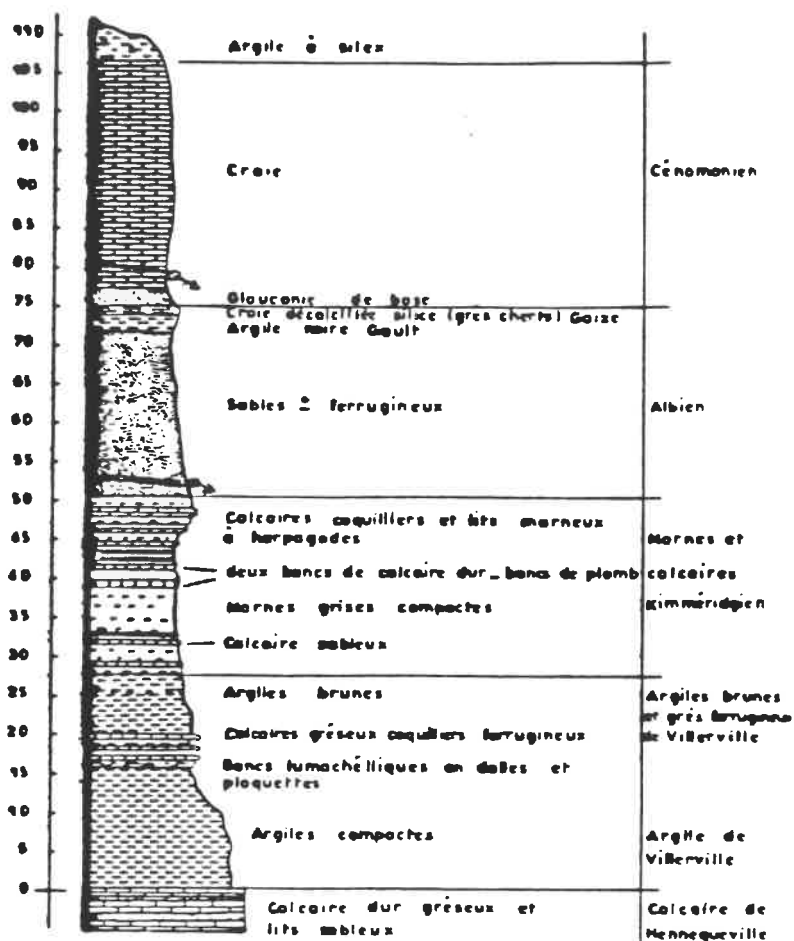 110
Argile à silex
105
100
95
Craie
Cénomanien
90
85
80
Glauconie de base
75
Craie décalcifiée silice (grès cherts) Gaize
Argile noire Gault
70
65
Sables ± ferrugineux
Albien
60
55
50
Calcaires coquilliers et lits marneux
à harpagodes
Marnes et
45
deux bancs de calcaire dur _ bancs de plomb
calcaires
40
Marnes grises compactes
Kimméridgien
35
Calcaire sableux
30
Argiles brunes
Argiles brunes
25
et grès ferrugineux
Calcaires gréseux coquilliers ferrugineux
de Villerville
20
Bancs lumachélliques en dalles et
plaquettes
15
10
Argiles compactes
Argile de
5
Villerville
0
Calcaire dur gréseux et
Calcaire de
lits sableux
Hennequeville